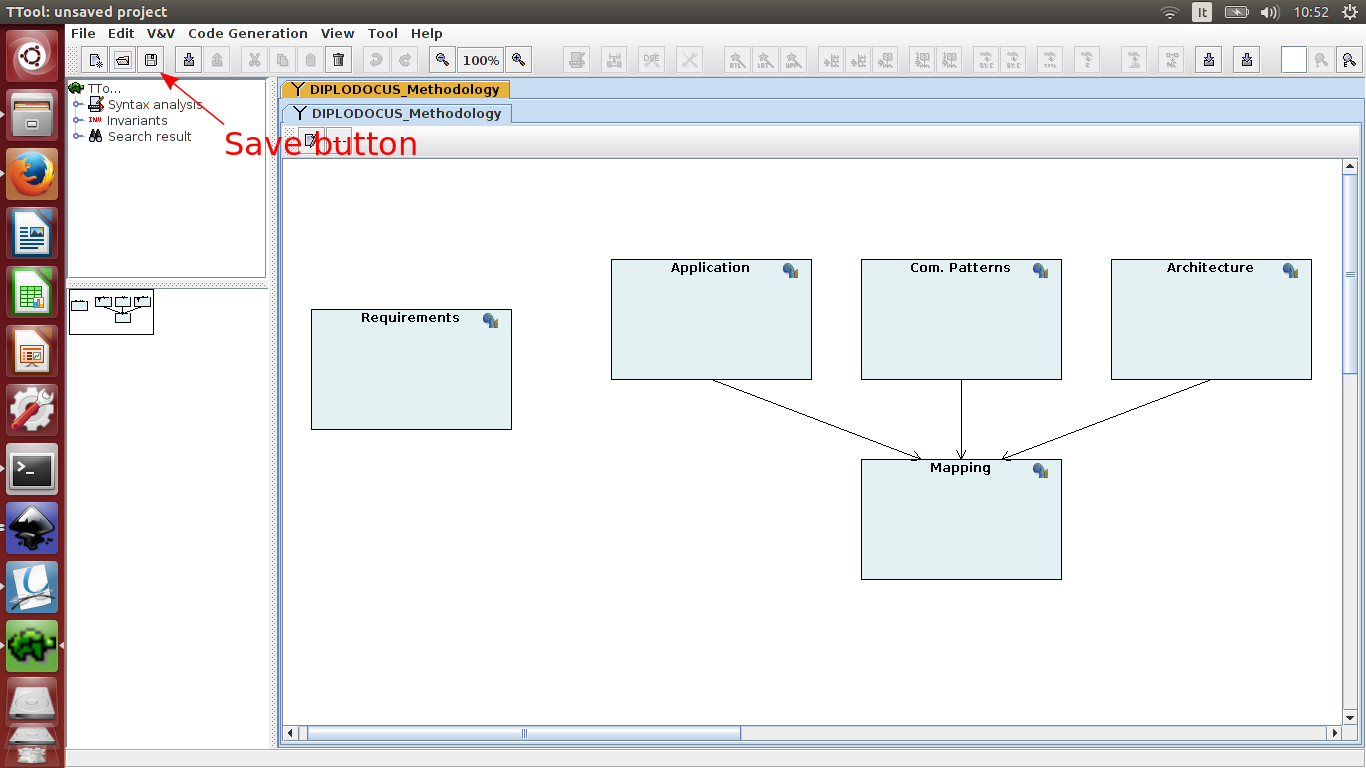 TTool: unsaved project
It
10:52
File Edit V&V Code Generation View Tool Help
100%
TTo...
Syntax analysis
INV Invariants
Search result
Save button
DIPLODOCUS_Methodology
DIPLODOCUS_Methodology
Application
Com. Patterns
Architecture
Requirements
Mapping